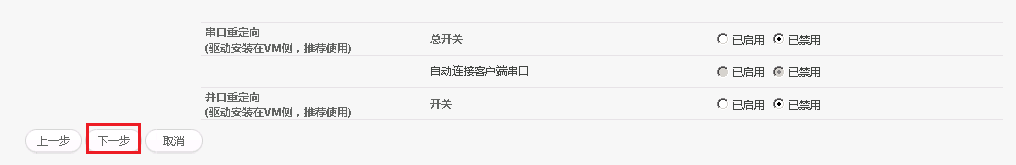 串口重定向
(驱动安装在VM侧，推荐使用)
总开关 已启用 已禁用
自动连接客户端串口 已启用 已禁用
并口重定向
(驱动安装在VM侧，推荐使用)
开关 已启用 已禁用
上一步 下一步 取消